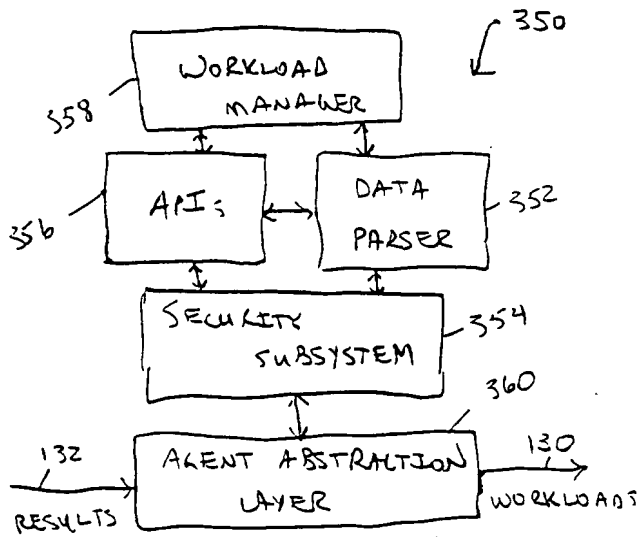 350
WORKLOAD
MANAGER
358
APIs
356
DATA
PARSER
352
SECURITY
SUBSYSTEM
354
360
132
AGENT ABSTRACTION
LAYER
130
RESULTS
WORKLOADS